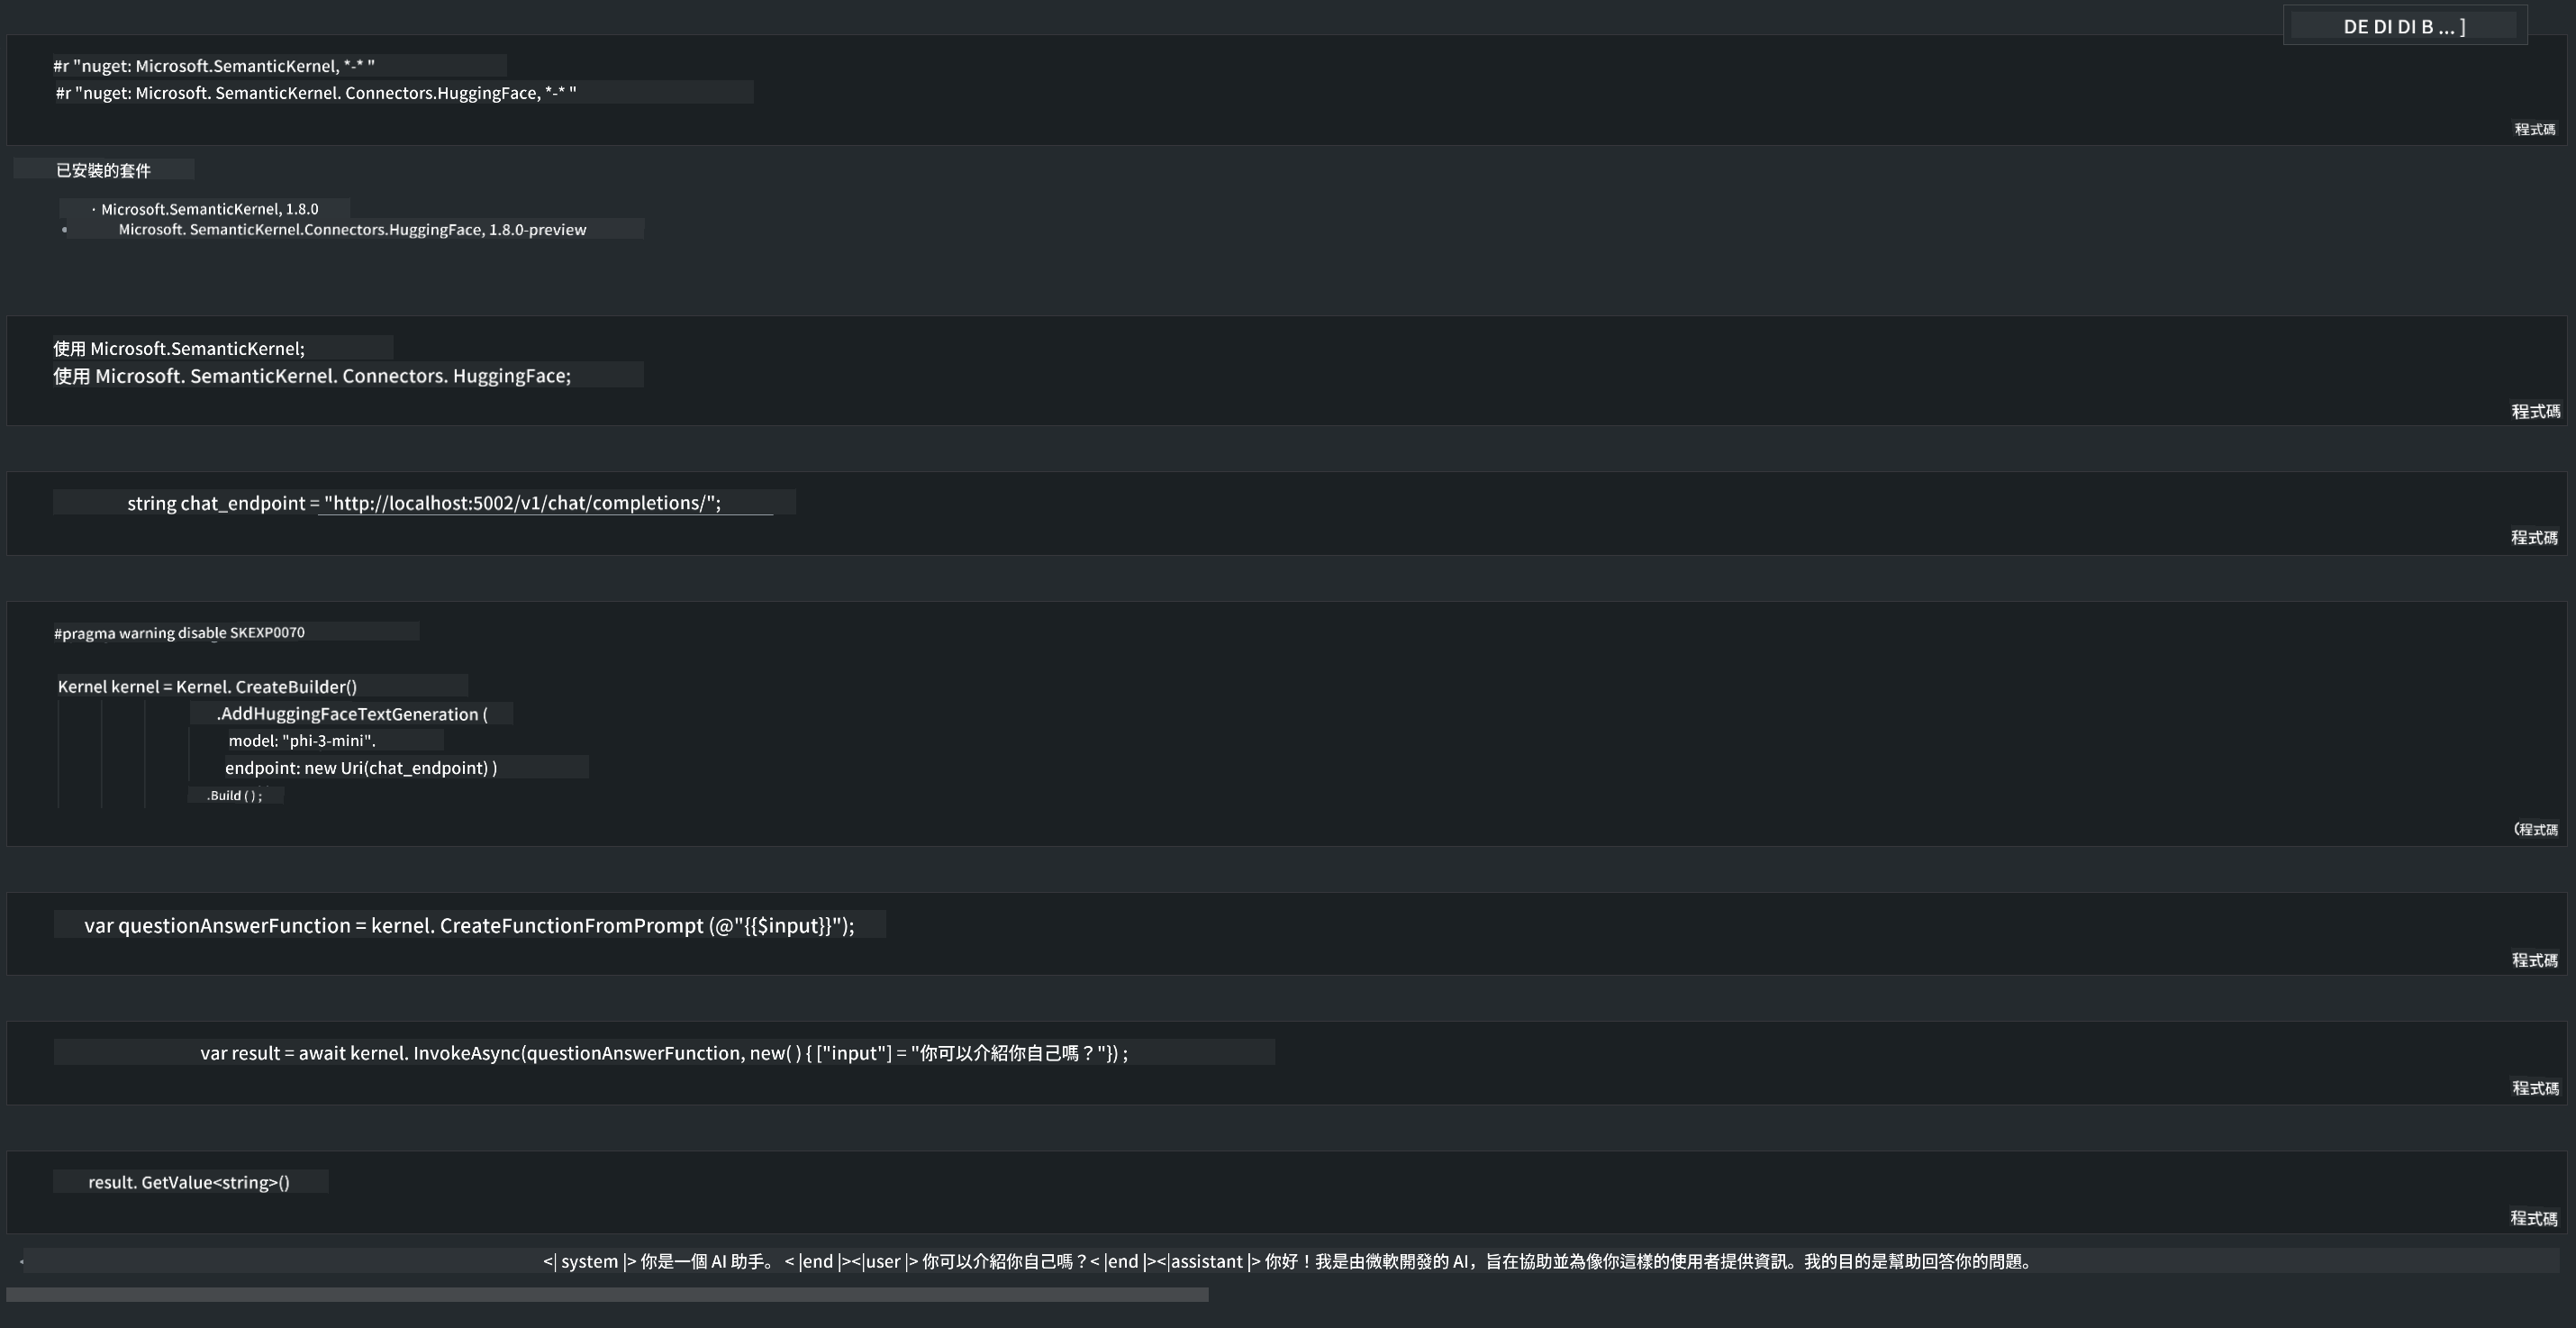 DE DI DI B ... ]
#r "nuget: Microsoft.SemanticKernel, *-* "
#r "nuget: Microsoft. SemanticKernel. Connectors.HuggingFace, *-* "
程式碼
已安裝的套件
· Microsoft.SemanticKernel, 1.8.0
Microsoft. SemanticKernel.Connectors.HuggingFace, 1.8.0-preview
使用 Microsoft.SemanticKernel;
使用 Microsoft. SemanticKernel. Connectors. HuggingFace;
程式碼
string chat_endpoint = "http://localhost:5002/v1/chat/completions/";
程式碼
#pragma warning disable SKEXP0070
Kernel kernel = Kernel. CreateBuilder()
.AddHuggingFaceTextGeneration (
model: "phi-3-mini".
endpoint: new Uri(chat_endpoint) )
.Build ( ) ;
(程式碼
var questionAnswerFunction = kernel. CreateFunctionFromPrompt (@"{{$input}}");
程式碼
var result = await kernel. InvokeAsync(questionAnswerFunction, new( ) { ["input"] = "你可以介紹你自己嗎？"}) ;
程式碼
result. GetValue<string>()
程式碼
<| system |> 你是一個 AI 助手。 < |end |><|user |> 你可以介紹你自己嗎？< |end |><|assistant |> 你好！我是由微軟開發的 AI，旨在協助並為像你這樣的使用者提供資訊。我的目的是幫助回答你的問題。